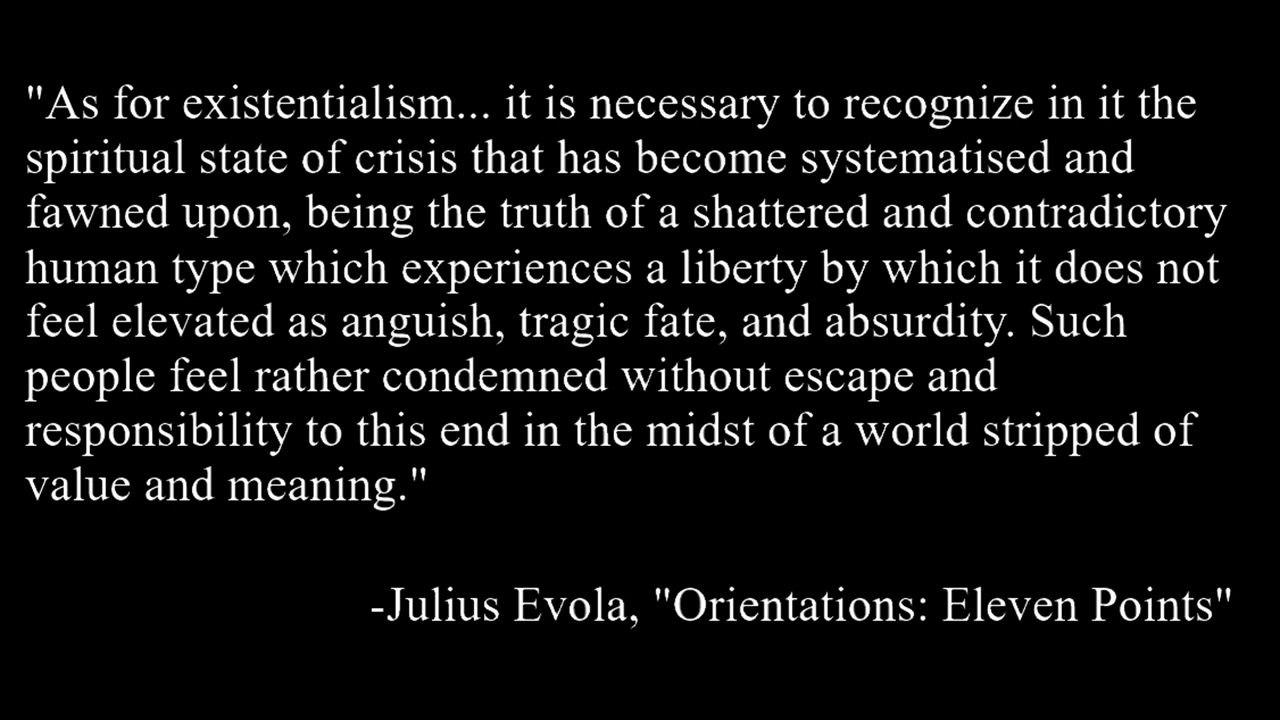 "As for existentialism... it is necessary to recognize in it the
spiritual state of crisis that has become systematised and
fawned upon, being the truth of a shattered and contradictory
human type which experiences a liberty by which it does not
feel elevated as anguish, tragic fate, and absurdity. Such
people feel rather condemned without escape and
responsibility to this end in the midst of a world stripped of
value and meaning."
-Julius Evola, "Orientations: Eleven Points"